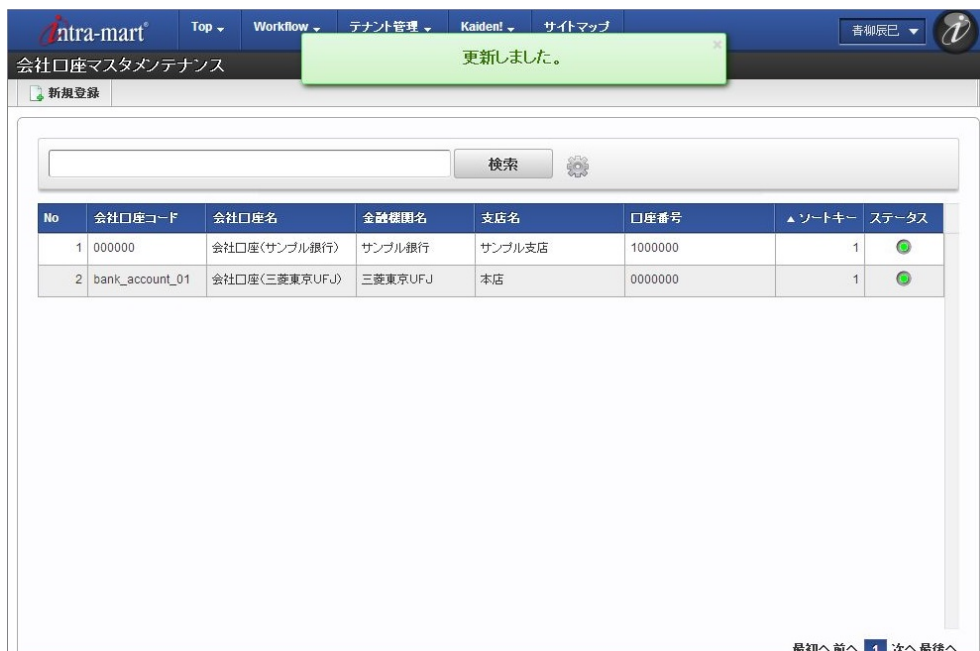 intra-mart® Top Workflow テナント管理 Kaiden! サイトマップ 青柳辰巳
更新しました。
会社口座マスタメンテナンス
新規登録
検索
No 会社口座コード 会社口座名 金融機関名 支店名 口座番号 ▲ ソートキー ステータス
1 000000 会社口座(サンプル銀行) サンプル銀行 サンプル支店 1000000 1
2 bank_account_01 会社口座(三菱東京UFJ) 三菱東京UFJ 本店 0000000 1
最初へ 前へ 1 次へ 最後へ